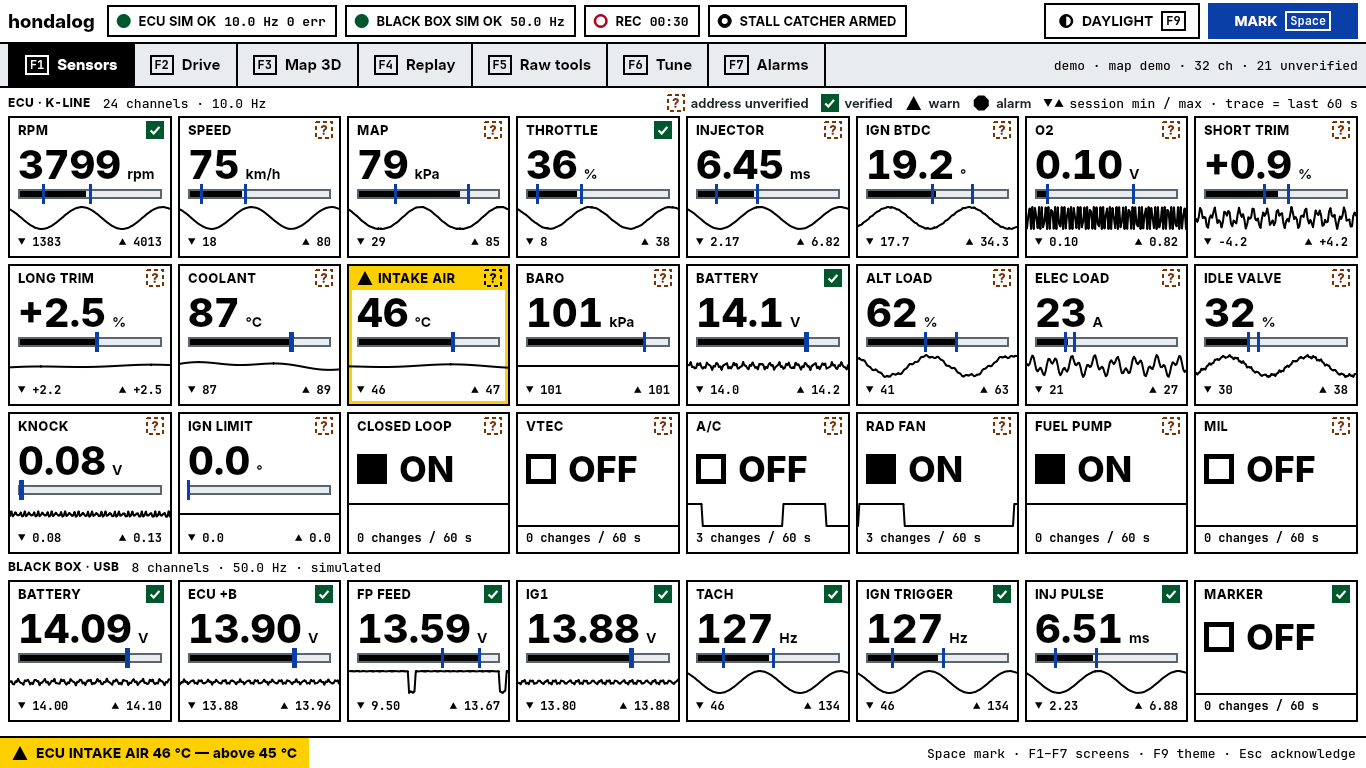 hondalog ECU SIM OK 10.0 Hz 0 err BLACK BOX SIM OK 50.0 Hz REC 00:30 STALL CATCHER ARMED DAYLIGHT F9 MARK Space
F1 Sensors F2 Drive F3 Map 3D F4 Replay F5 Raw tools F6 Tune F7 Alarms demo · map demo · 32 ch · 21 unverified
ECU · K-LINE 24 channels · 10.0 Hz ? address unverified verified warn alarm ▼▲ session min / max · trace = last 60 s
RPM SPEED ? MAP ? THROTTLE INJECTOR ? IGN BTDC ? O2 ? SHORT TRIM ?
3799 rpm 75 km/h 79 kPa 36 % 6.45 ms 19.2 ° 0.10 V +0.9 %
▼ 1383 ▲ 4013 ▼ 18 ▲ 80 ▼ 29 ▲ 85 ▼ 8 ▲ 38 ▼ 2.17 ▲ 6.82 ▼ 17.7 ▲ 34.3 ▼ 0.10 ▲ 0.82 ▼ -4.2 ▲ +4.2
LONG TRIM ? COOLANT ? INTAKE AIR ? BARO ? BATTERY ALT LOAD ? ELEC LOAD ? IDLE VALVE ?
+2.5 % 87 °C 46 °C 101 kPa 14.1 V 62 % 23 A 32 %
▼ +2.2 ▲ +2.5 ▼ 87 ▲ 89 ▼ 46 ▲ 47 ▼ 101 ▲ 101 ▼ 14.0 ▲ 14.2 ▼ 41 ▲ 63 ▼ 21 ▲ 27 ▼ 30 ▲ 38
KNOCK ? IGN LIMIT ? CLOSED LOOP ? VTEC ? A/C ? RAD FAN ? FUEL PUMP ? MIL ?
0.08 V 0.0 ° ON OFF OFF ON ON OFF
▼ 0.08 ▲ 0.13 ▼ 0.0 ▲ 0.0 0 changes / 60 s 0 changes / 60 s 3 changes / 60 s 3 changes / 60 s 0 changes / 60 s 0 changes / 60 s
BLACK BOX · USB 8 channels · 50.0 Hz · simulated
BATTERY ECU +B FP FEED IG1 TACH IGN TRIGGER INJ PULSE MARKER
14.09 V 13.90 V 13.59 V 13.88 V 127 Hz 127 Hz 6.51 ms OFF
▼ 14.00 ▲ 14.10 ▼ 13.88 ▲ 13.96 ▼ 9.50 ▲ 13.67 ▼ 13.80 ▲ 13.88 ▼ 46 ▲ 134 ▼ 46 ▲ 134 ▼ 2.23 ▲ 6.88 0 changes / 60 s
ECU INTAKE AIR 46 °C — above 45 °C Space mark · F1–F7 screens · F9 theme · Esc acknowledge